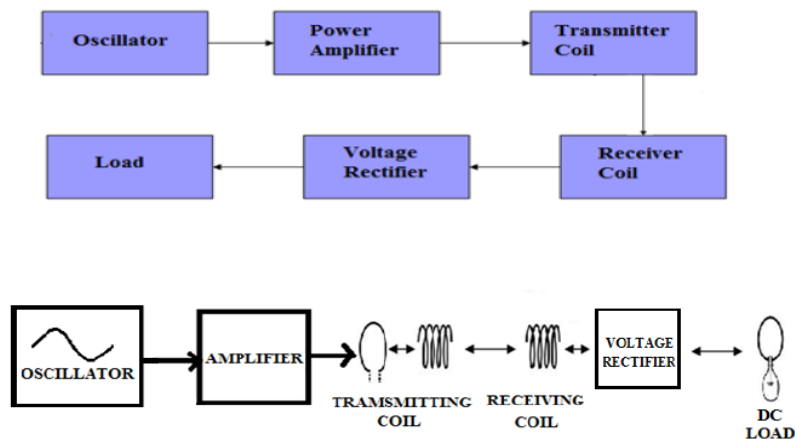 Oscillator
Power
Amplifier
Transmitter
Coil
Load
Voltage
Rectifier
Receiver
Coil
OSCILLATOR
AMPLIFIER
TRAMSMITTING
COIL
RECEIVING
COIL
VOLTAGE
RECTIFIER
DC
LOAD